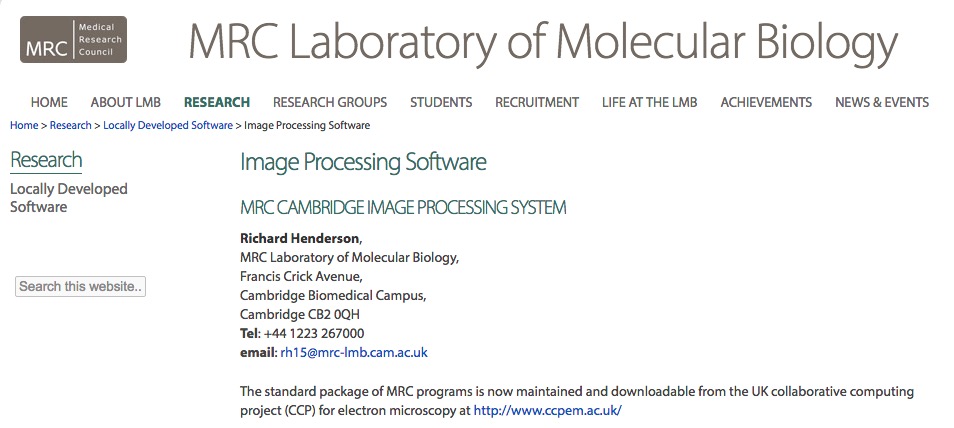 MRC
Medical
Research
Council
MRC Laboratory of Molecular Biology
HOME ABOUT LMB RESEARCH RESEARCH GROUPS STUDENTS RECRUITMENT LIFE AT THE LMB ACHIEVEMENTS NEWS & EVENTS
Home > Research > Locally Developed Software > Image Processing Software
Research
Locally Developed
Software
Search this website..
Image Processing Software
MRC CAMBRIDGE IMAGE PROCESSING SYSTEM
Richard Henderson,
MRC Laboratory of Molecular Biology,
Francis Crick Avenue,
Cambridge Biomedical Campus,
Cambridge CB2 0QH
Tel: +44 1223 267000
email: rh15@mrc-lmb.cam.ac.uk
The standard package of MRC programs is now maintained and downloadable from the UK collaborative computing
project (CCP) for electron microscopy at http://www.ccpem.ac.uk/